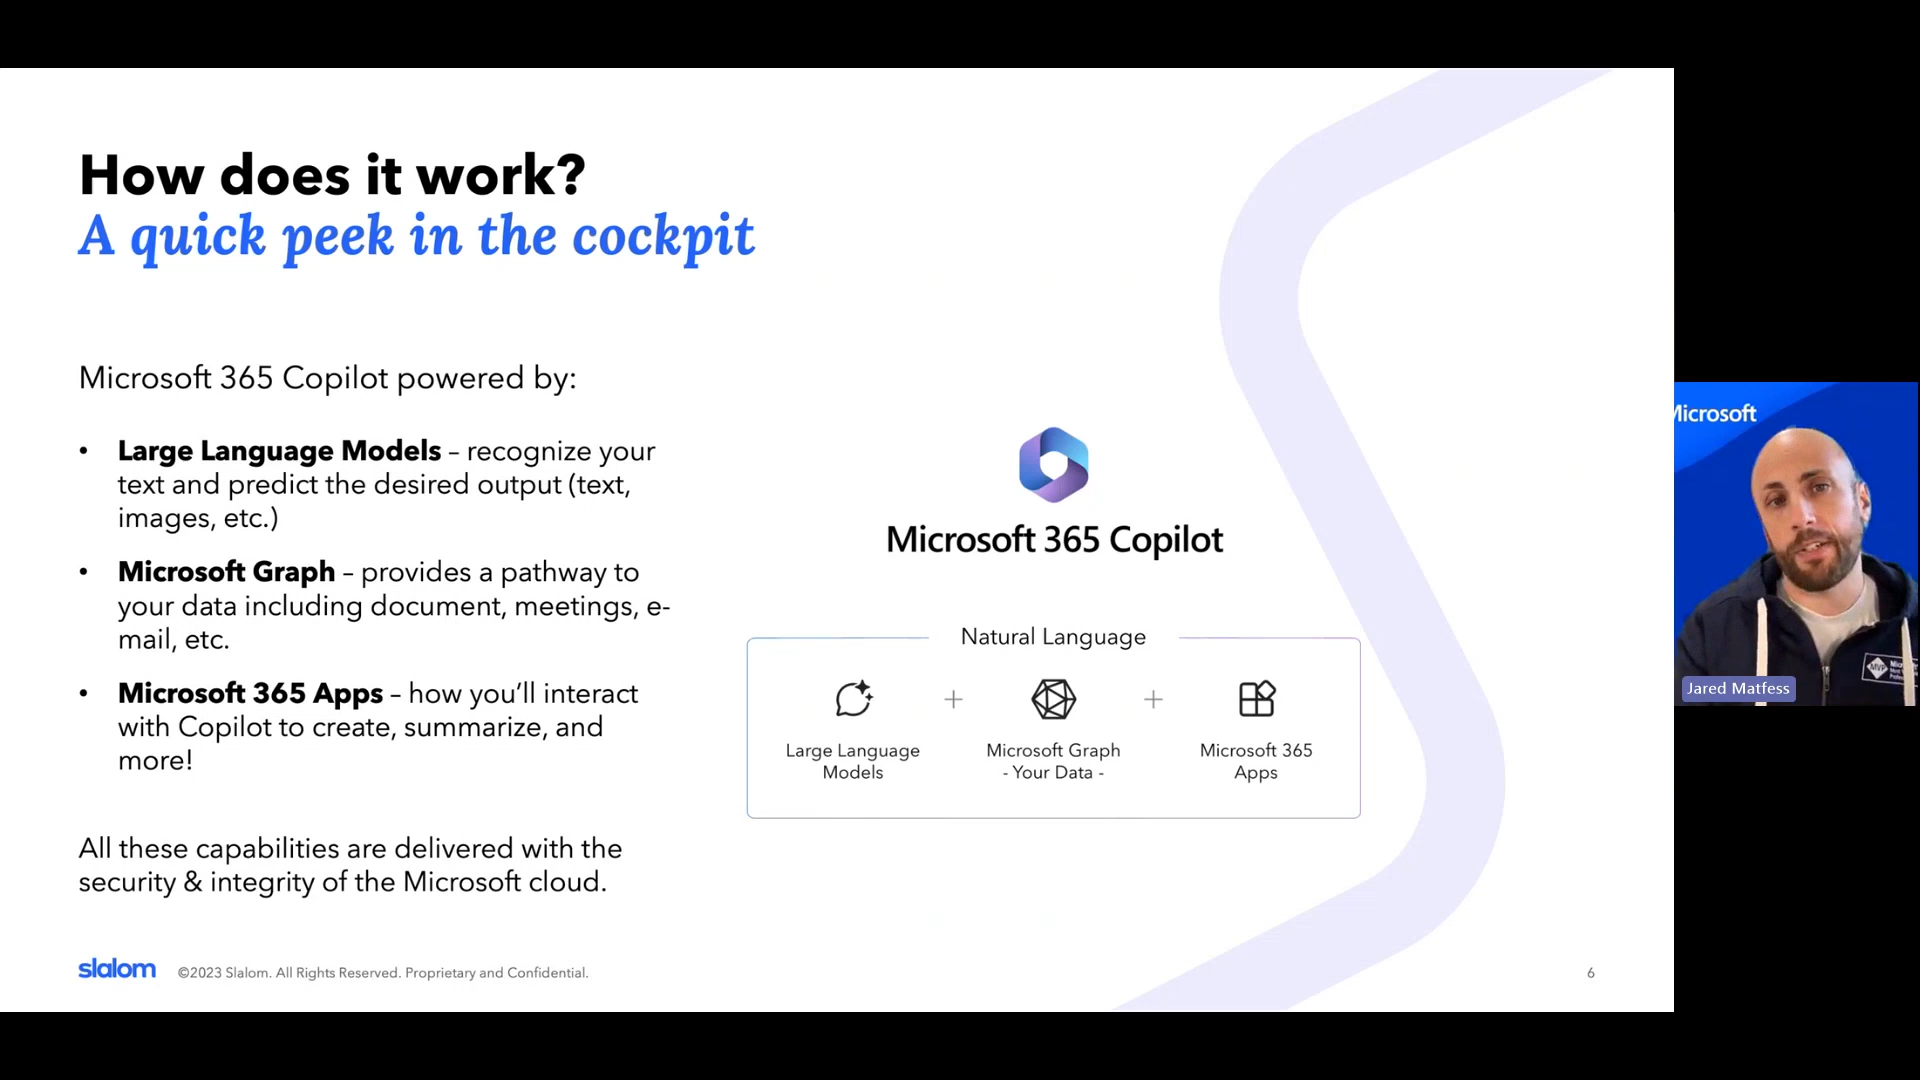 How does it work?
A quick peek in the cockpit
Microsoft 365 Copilot powered by:
• Large Language Models – recognize your
text and predict the desired output (text,
images, etc.)
• Microsoft Graph – provides a pathway to
your data including document, meetings, e-
mail, etc.
• Microsoft 365 Apps – how you’ll interact
with Copilot to create, summarize, and
more!
All these capabilities are delivered with the
security & integrity of the Microsoft cloud.
Microsoft 365 Copilot
Natural Language
Large Language
Models
+
Microsoft Graph
- Your Data -
+
Microsoft 365
Apps
slalom
©2023 Slalom. All Rights Reserved. Proprietary and Confidential.
6
Microsoft
MVP
Jared Matfess